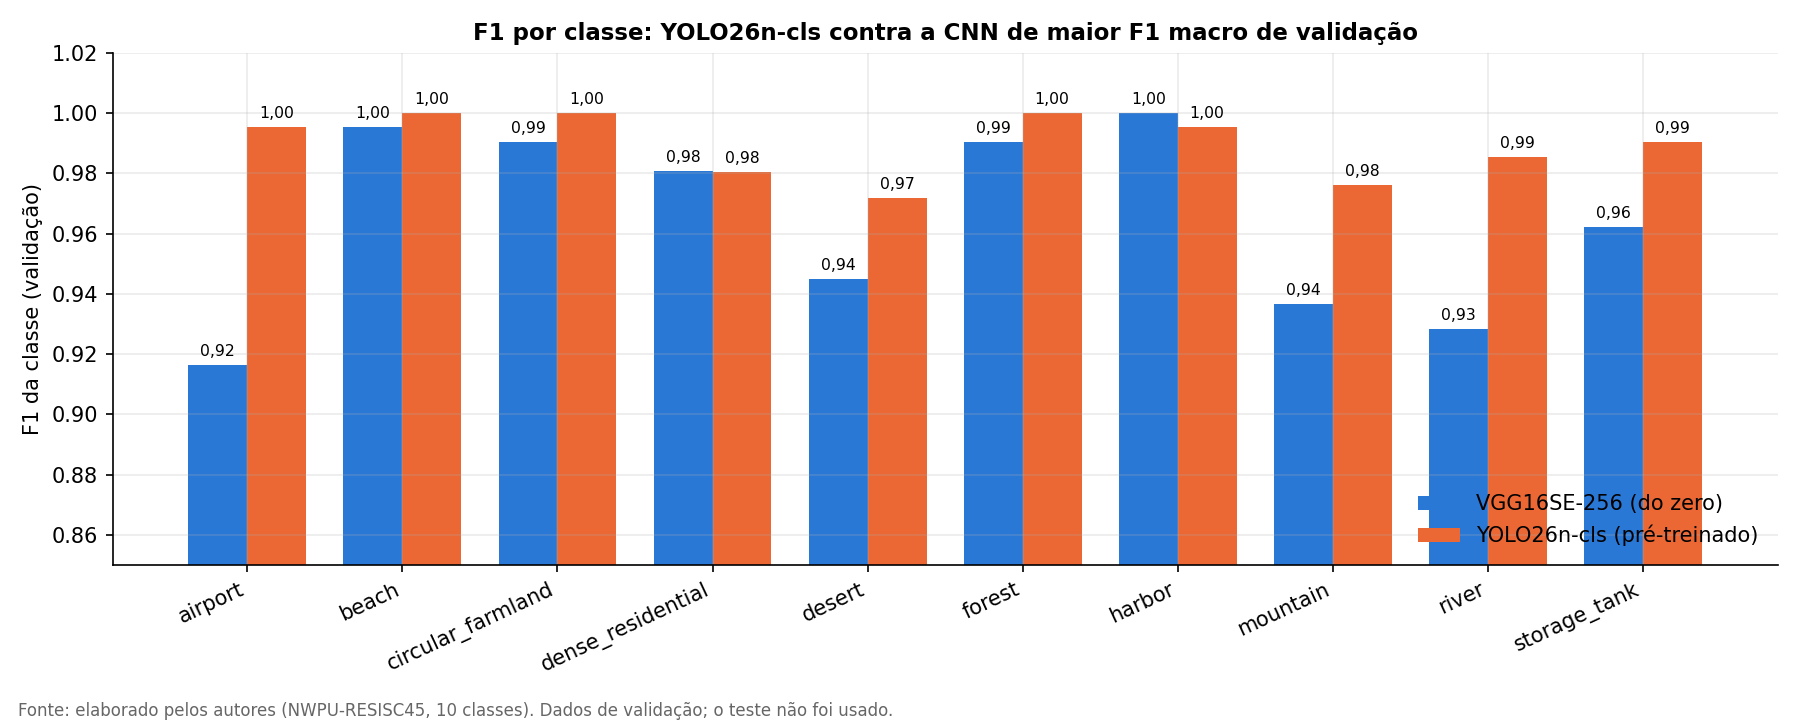 F1 por classe: YOLO26n-cls contra a CNN de maior F1 macro de validação
F1 da classe (validação)
1.02
1.00
0.98
0.96
0.94
0.92
0.90
0.88
0.86
0,92 1,00
1,00 1,00
0,99 1,00
0,98 0,98
0,94 0,97
0,99 1,00
1,00 1,00
0,94 0,98
0,93 0,99
0,96 0,99
VGG16SE-256 (do zero)
YOLO26n-cls (pré-treinado)
airport
beach
circular_farmland
dense_residential
desert
forest
harbor
mountain
river
storage_tank
Fonte: elaborado pelos autores (NWPU-RESISC45, 10 classes). Dados de validação; o teste não foi usado.